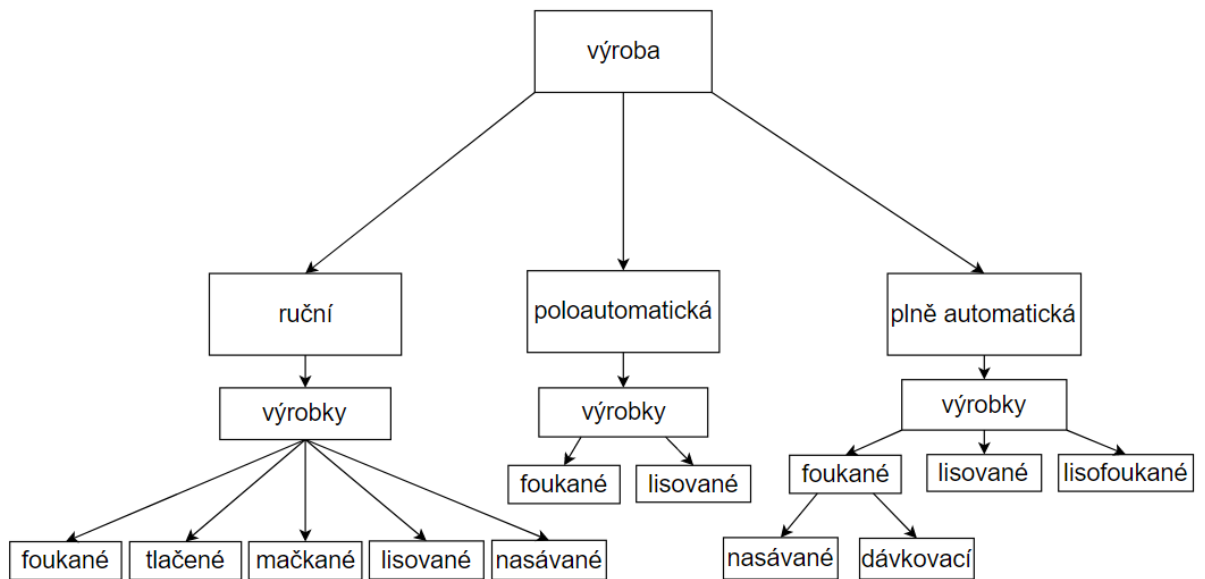 výroba
ruční
poloautomatická
plně automatická
výrobky
výrobky
výrobky
foukané
lisované
foukané
lisované
lisofoukané
foukané
tlačené
mačkané
lisované
nasávané
nasávané
dávkovací